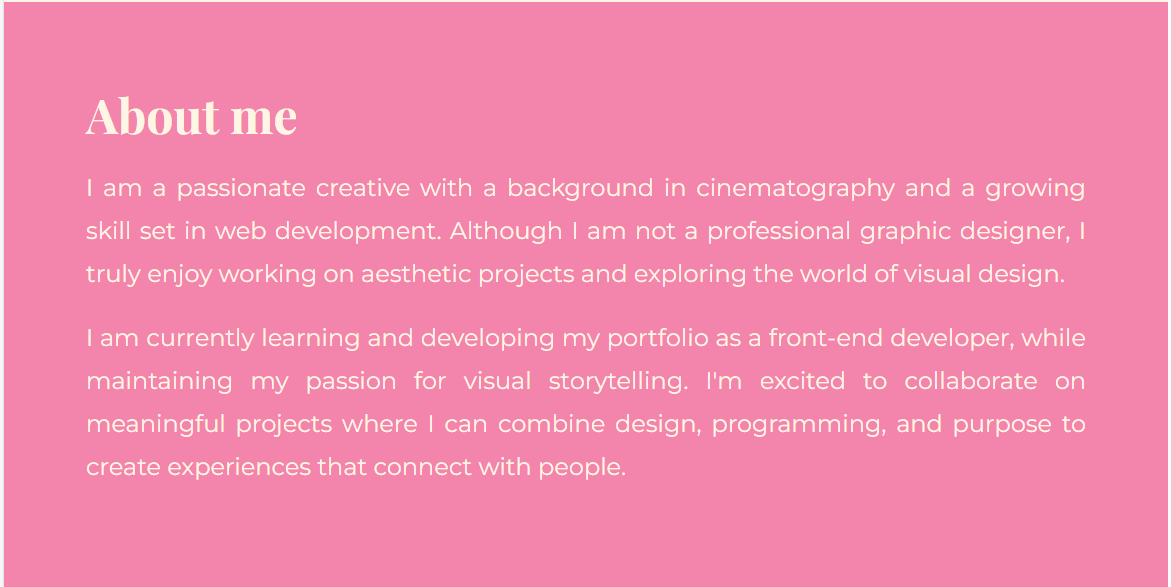 About me
I am a passionate creative with a background in cinematography and a growing
skill set in web development. Although I am not a professional graphic designer, I
truly enjoy working on aesthetic projects and exploring the world of visual design.
I am currently learning and developing my portfolio as a front-end developer, while
maintaining my passion for visual storytelling. I'm excited to collaborate on
meaningful projects where I can combine design, programming, and purpose to
create experiences that connect with people.